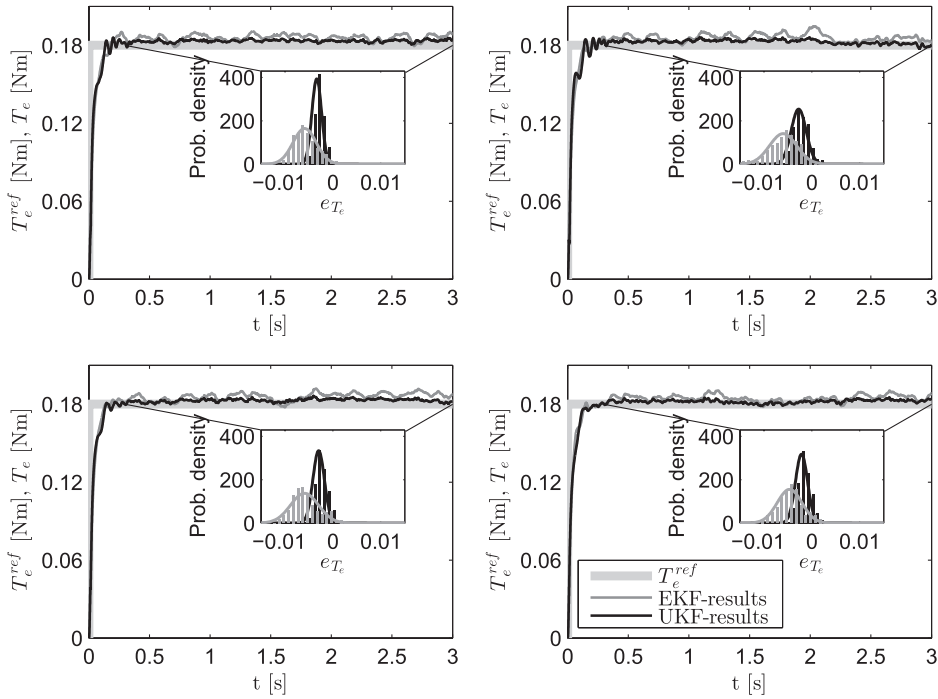 T_e^{ref} [Nm], T_e [Nm]
0.18
0.12
0.06
0
0 0.5 1 1.5 2 2.5 3
t [s]
Prob. density
400
200
0
−0.01 0 0.01
e_{T_e}
T_e^{ref} [Nm], T_e [Nm]
0.18
0.12
0.06
0
0 0.5 1 1.5 2 2.5 3
t [s]
Prob. density
400
200
0
−0.01 0 0.01
e_{T_e}
T_e^{ref} [Nm], T_e [Nm]
0.18
0.12
0.06
0
0 0.5 1 1.5 2 2.5 3
t [s]
Prob. density
400
200
0
−0.01 0 0.01
e_{T_e}
T_e^{ref} [Nm], T_e [Nm]
0.18
0.12
0.06
0
0 0.5 1 1.5 2 2.5 3
t [s]
Prob. density
400
200
0
−0.01 0 0.01
e_{T_e}
T_e^{ref}
EKF-results
UKF-results